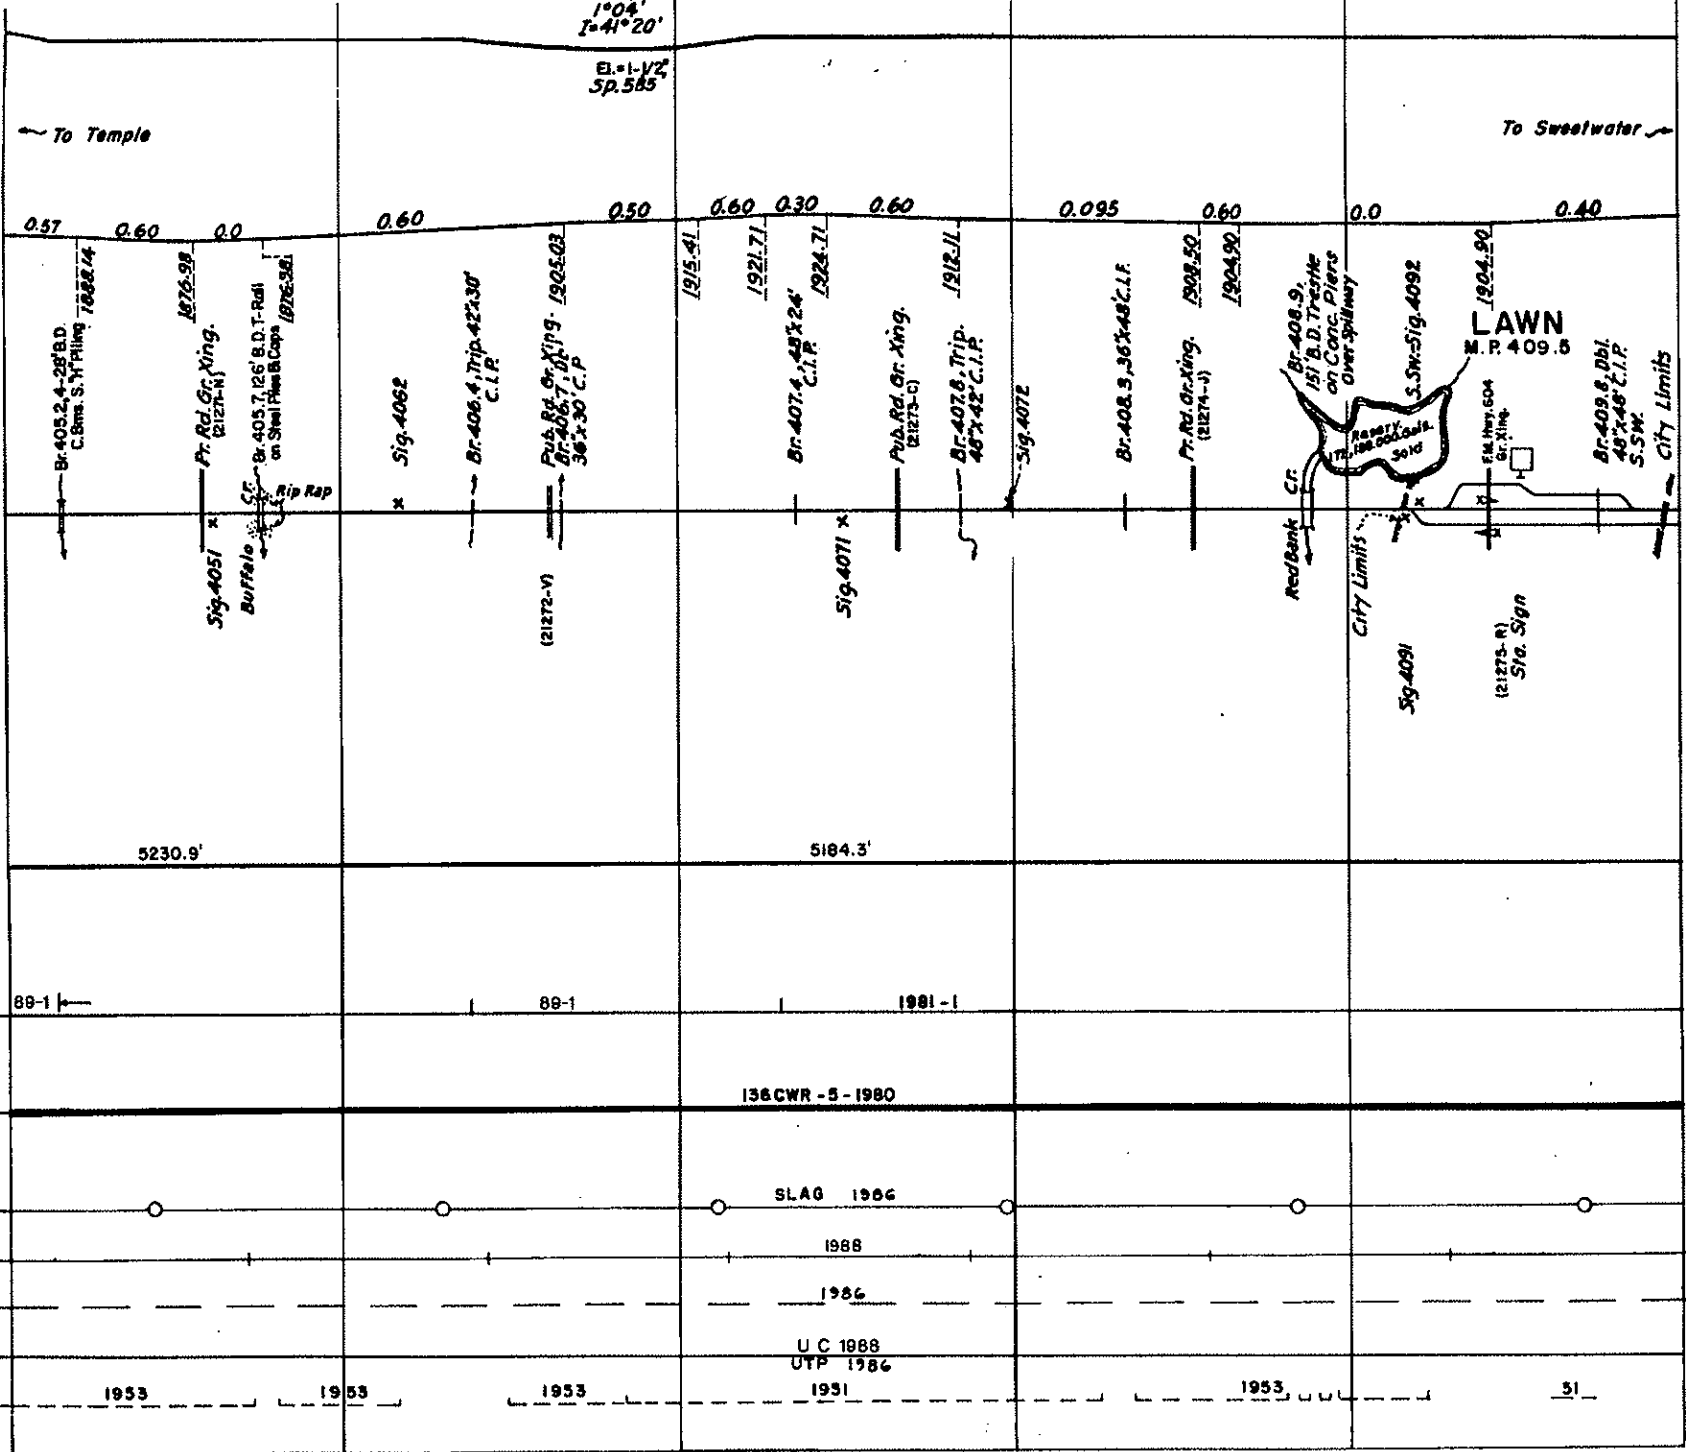 1°04'
I=41°20'
El.=1-1/2"
Sp.585'
To Temple
To Sweetwater
0.57
0.60
0.0
0.60
0.50
0.60
0.30
0.60
0.095
0.60
0.0
0.40
1888.14
1876.98
1876.98
1905.03
1915.41
1921.71
1924.71
1912.11
1908.50
1904.90
1904.90
Br.405.2,4-28'B.D.
C.Bms.S."H"Piling
Pr. Rd. Gr. Xing.
(21271-N)
Br.405.7,126' B.D.T-Rail
on Steel Piles & Caps
Sig.4062
Br.406.4,Trip.42"x30'
C.I.P.
Pub. Rd. Gr. Xing.
36"x30' C.P
Br.407.4,48"x24'
C.I.P.
Pub. Rd. Gr. Xing.
(21273-C)
Br.407.8,Trip.
48"x42' C.I.P.
Sig.4072
Br.408.3,36"x48'C.I.P.
Pr. Rd. Gr. Xing.
(21274-J)
Br.408.9,
151' B.D. Trestle
on Conc. Piers
over Spillway
S.Sw.-Sig.4092
LAWN
M.P. 409.5
Sold
F.M. Hwy.604
Gr. Xing.
Br.409.8,Dbl.
48"x48' C.I.P.
S.SW.
City Limits
Rip Rap
Sig.4051
Buffalo Cr.
(21272-V)
Sig.4071
Red Bank Cr.
City Limits
Sig.4091
(21275-R)
Sta. Sign
5230.9'
5184.3'
89-1
89-1
1981-1
136 CWR - 5 - 1980
SLAG 1986
1988
1986
U C 1988
UTP 1986
1953
1953
1953
1951
1953
51